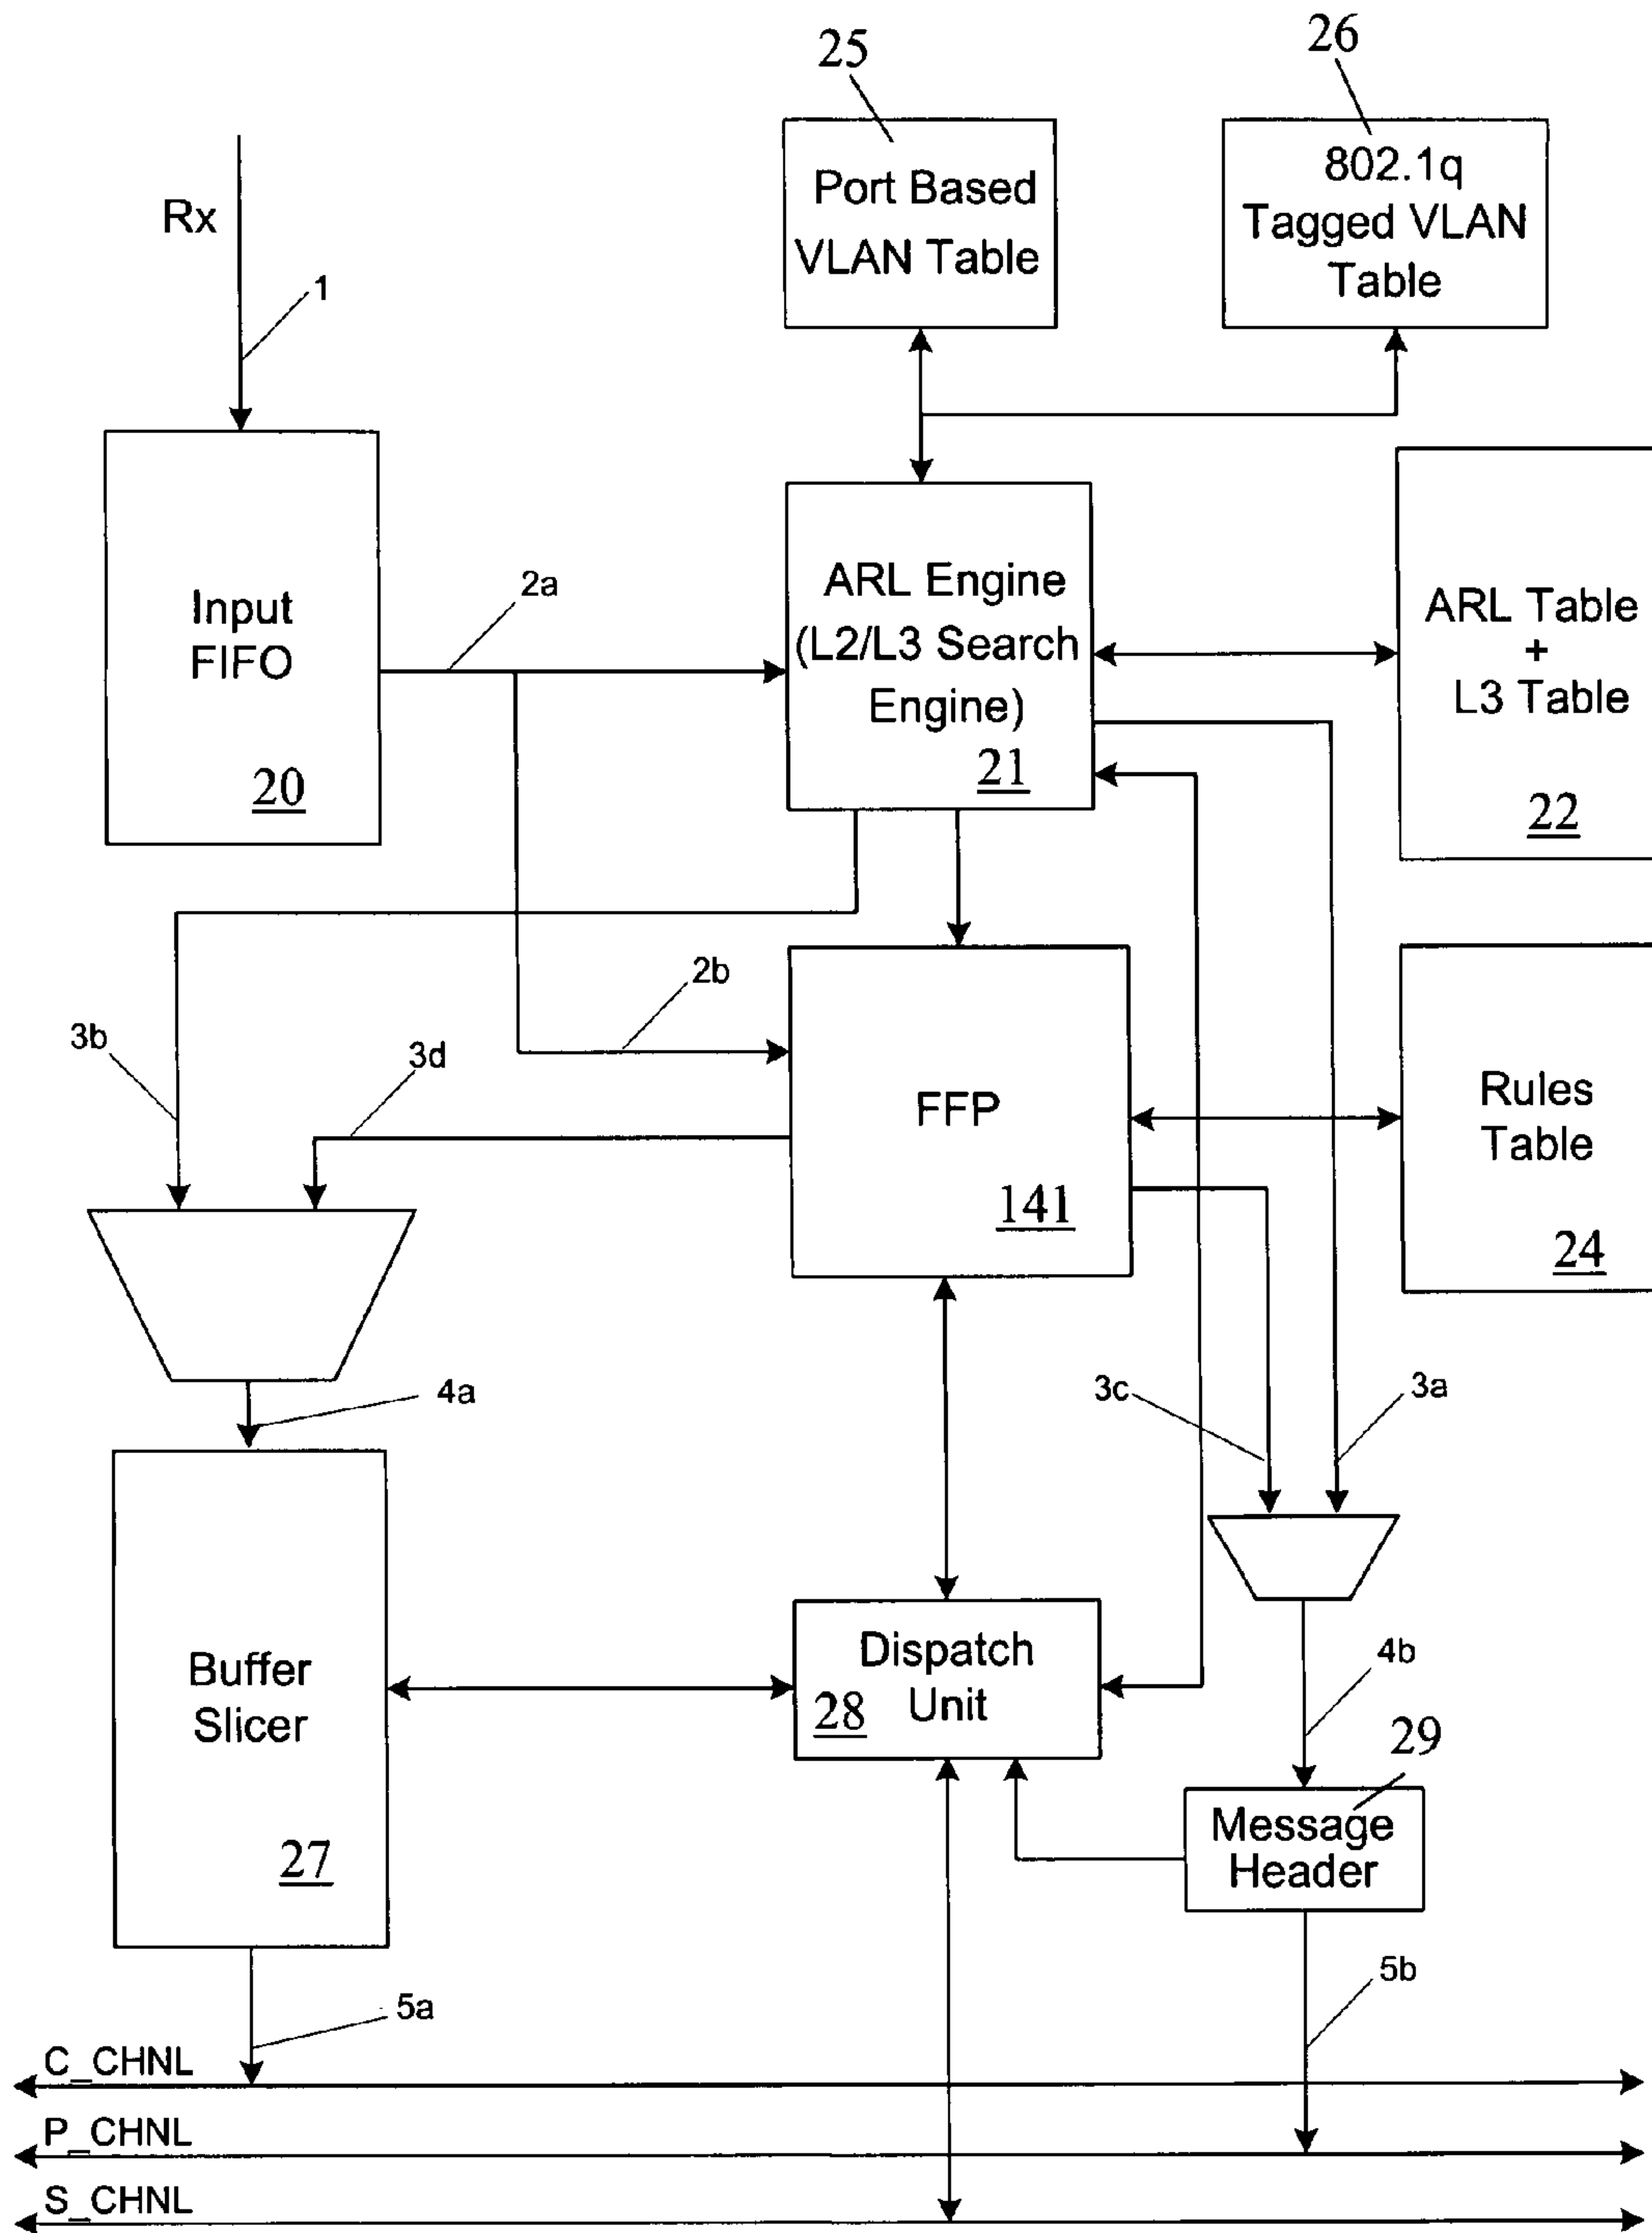 25
26
Port Based
VLAN Table
802.1q
Tagged VLAN
Table
Rx
1
Input
FIFO
20
2a
ARL Engine
(L2/L3 Search
Engine)
21
ARL Table
+
L3 Table
22
2b
3b
3d
FFP
141
Rules
Table
24
4a
3c
3a
Buffer
Slicer
27
Dispatch
Unit
28
4b
29
Message
Header
5a
5b
C_CHNL
P_CHNL
S_CHNL